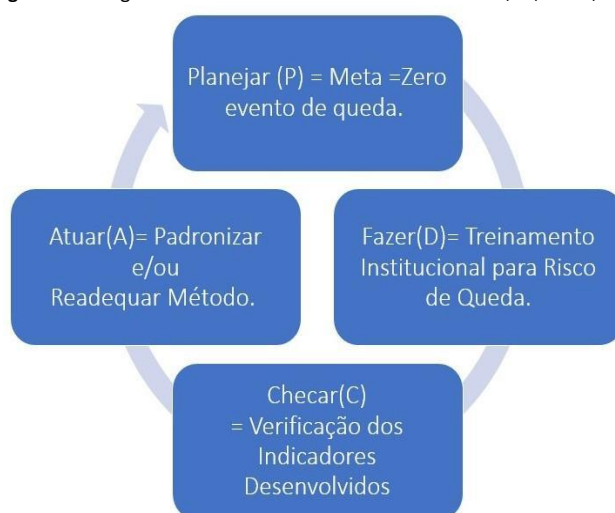 Planejar (P) = Meta =Zero
evento de queda.
Atuar(A)= Padronizar
e/ou
Readequar Método.
Fazer(D)= Treinamento
Institucional para Risco
de Queda.
Checar(C)
= Verificação dos
Indicadores
Desenvolvidos